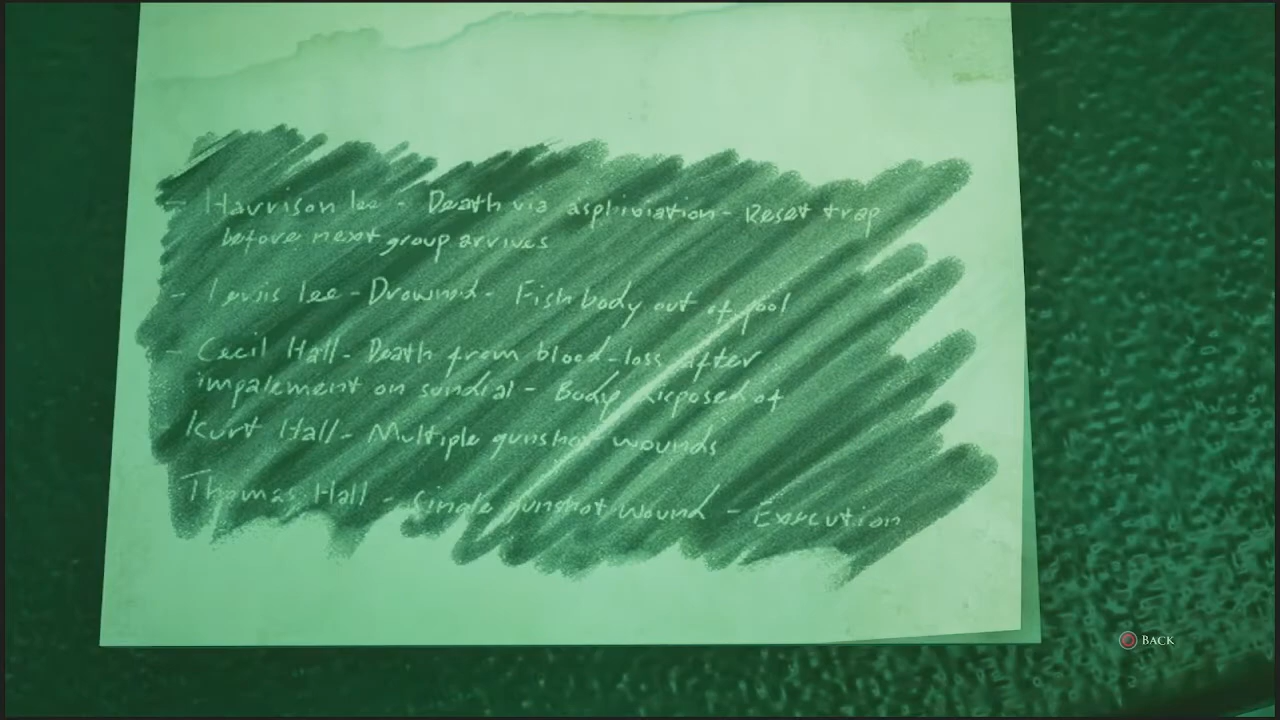 - Harrison lee - Death via asphixiation - Reset trap
before next group arrives
- Lewis lee - Drowned - Fish body out of pool
- Cecil Hall - Death from blood-loss after
impalement on sundial - Body disposed of
Kurt Hall - Multiple gunshot wounds
Thomas Hall - Single gunshot wound - Execution
BACK